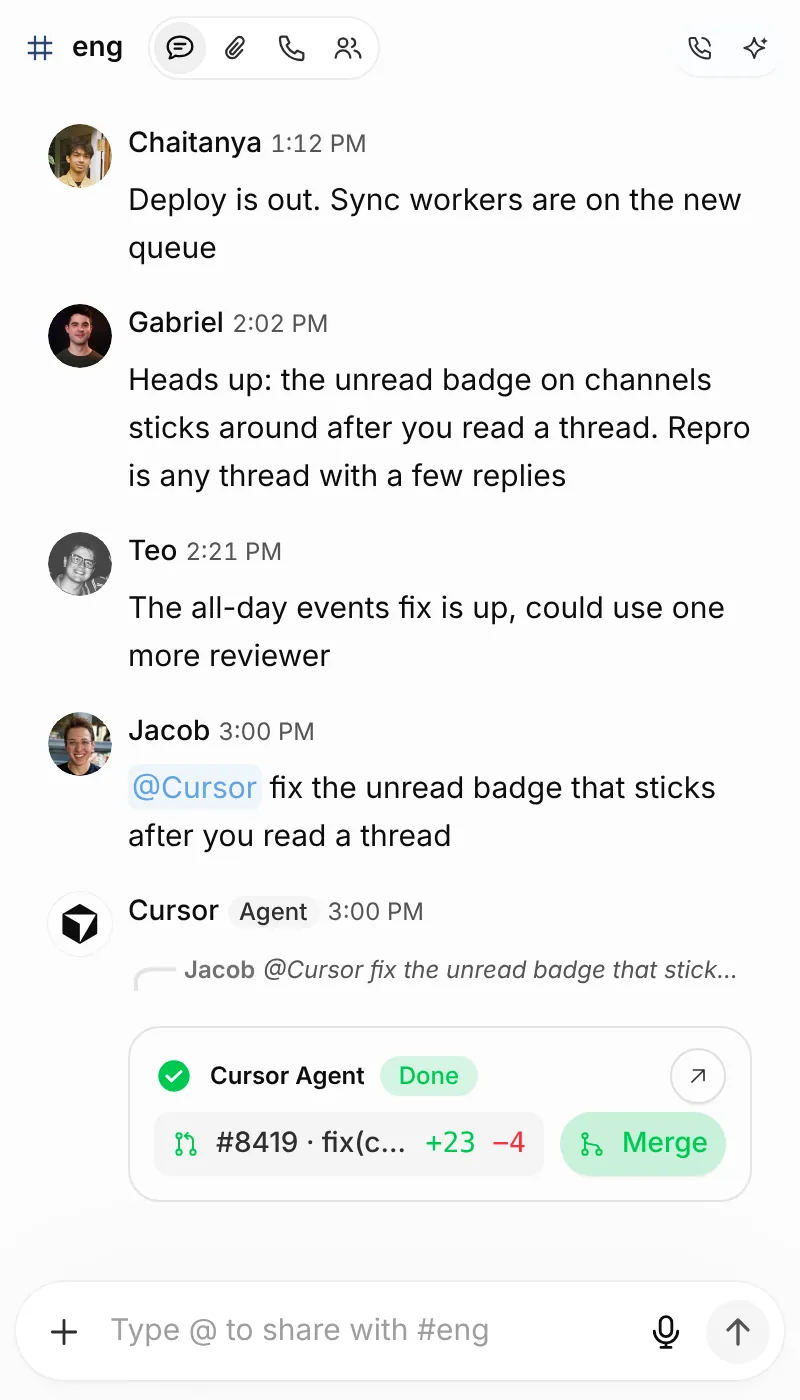 eng
Chaitanya 1:12 PM
Deploy is out. Sync workers are on the new
queue
Gabriel 2:02 PM
Heads up: the unread badge on channels
sticks around after you read a thread. Repro
is any thread with a few replies
Teo 2:21 PM
The all-day events fix is up, could use one
more reviewer
Jacob 3:00 PM
@Cursor fix the unread badge that sticks
after you read a thread
Cursor Agent 3:00 PM
Jacob @Cursor fix the unread badge that stick...
Cursor Agent Done
#8419 · fix(c... +23 −4 Merge
Type @ to share with #eng